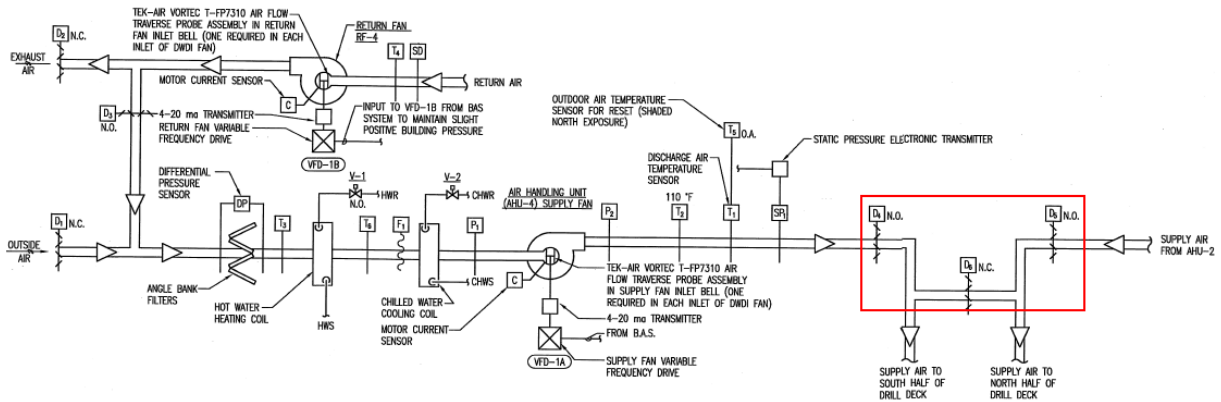 TEK-AIR VORTEC T-FP7310 AIR FLOW
TRAVERSE PROBE ASSEMBLY IN RETURN
FAN INLET BELL (ONE REQUIRED IN EACH
INLET OF DWDI FAN)
RETURN FAN
RF-4
D2 N.C.
EXHAUST
AIR
MOTOR CURRENT SENSOR
C
T4
SD
RETURN AIR
D3
N.O.
4-20 ma TRANSMITTER
RETURN FAN VARIABLE
FREQUENCY DRIVE
VFD-1B
INPUT TO VFD-1B FROM BAS
SYSTEM TO MAINTAIN SLIGHT
POSITIVE BUILDING PRESSURE
OUTDOOR AIR TEMPERATURE
SENSOR FOR RESET (SHADED
NORTH EXPOSURE)
T5 O.A.
STATIC PRESSURE ELECTRONIC TRANSMITTER
DIFFERENTIAL
PRESSURE
SENSOR
DP
V-1
N.O.
HWR
V-2
CHWR
AIR HANDLING UNIT
(AHU-4) SUPPLY FAN
DISCHARGE AIR
TEMPERATURE
SENSOR
110 °F
D1 N.C.
T3
T6
F1
P1
P2
T2
T1
SP1
D4 N.O.
D5 N.O.
D6 N.C.
OUTSIDE
AIR
SUPPLY AIR
FROM AHU-2
ANGLE BANK
FILTERS
HOT WATER
HEATING COIL
HWS
CHWS
CHILLED WATER
COOLING COIL
MOTOR CURRENT
SENSOR
C
TEK-AIR VORTEC T-FP7310 AIR
FLOW TRAVERSE PROBE ASSEMBLY
IN SUPPLY FAN INLET BELL (ONE
REQUIRED IN EACH INLET OF DWDI FAN)
4-20 ma TRANSMITTER
FROM B.A.S.
VFD-1A
SUPPLY FAN VARIABLE
FREQUENCY DRIVE
SUPPLY AIR TO
SOUTH HALF OF
DRILL DECK
SUPPLY AIR TO
NORTH HALF OF
DRILL DECK